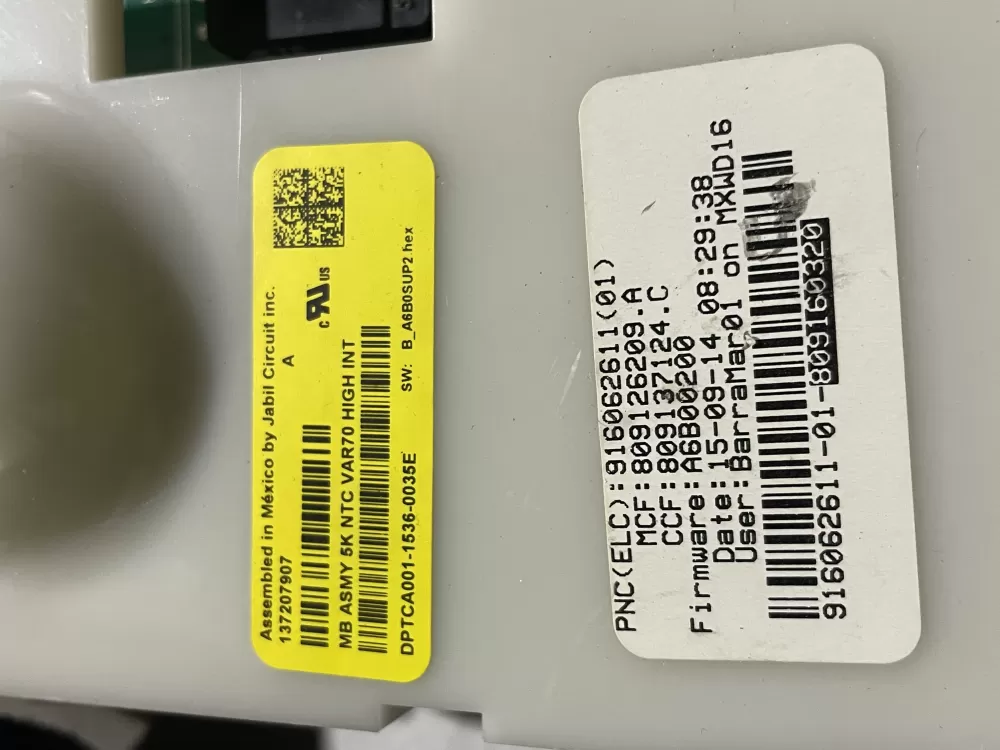 Assembled in México by Jabil Circuit inc.
137207907 A
c UR us
MB ASMY 5K NTC VAR70 HIGH INT
DPTCA001-1536-0035E SW: B_A6B0SUP2.hex
PNC(ELC):916062611(01)
MCF:809126209.A
CCF:809137124.C
Firmware:A6B00200
Date:15-09-14 08:29:38
User:BarraMar01 on MXWD16
916062611-01-809160320